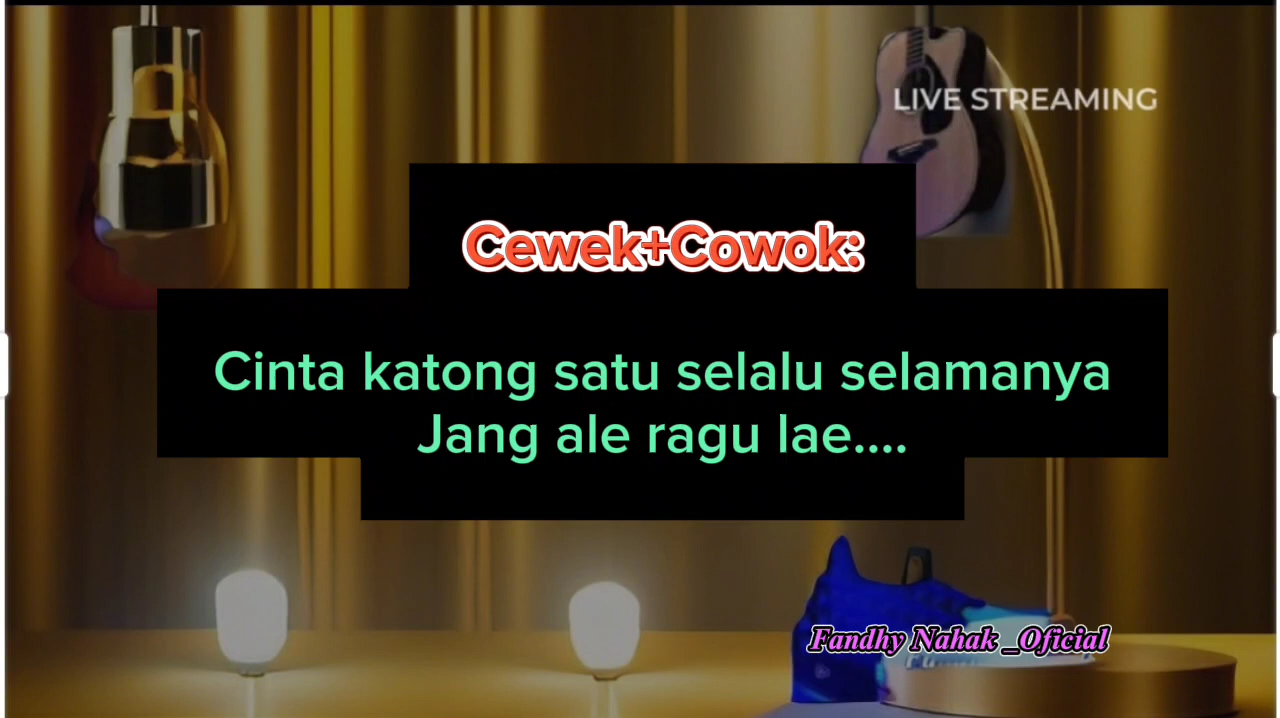 LIVE STREAMING
Cewek+Cowok:
Cinta katong satu selalu selamanya
Jang ale ragu lae....
Fandhy Nahak _Oficial